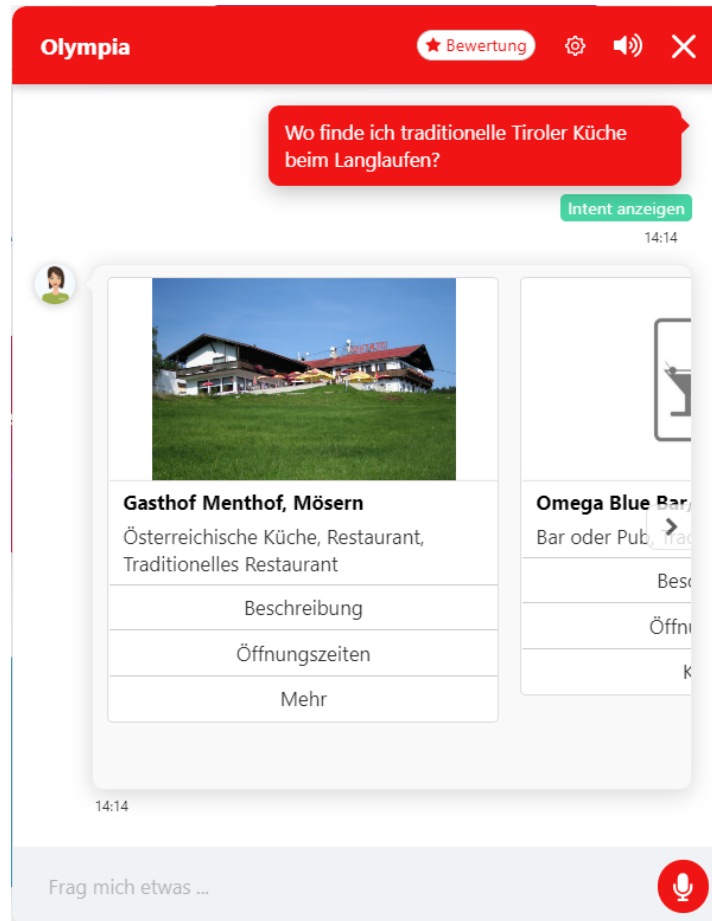 Olympia
Bewertung
Wo finde ich traditionelle Tiroler Küche
beim Langlaufen?
Intent anzeigen
14:14
Gasthof Menthof, Mösern
Österreichische Küche, Restaurant,
Traditionelles Restaurant
Beschreibung
Öffnungszeiten
Mehr
Omega Blue Bar,
Bar oder Pub,
14:14
Frag mich etwas ...